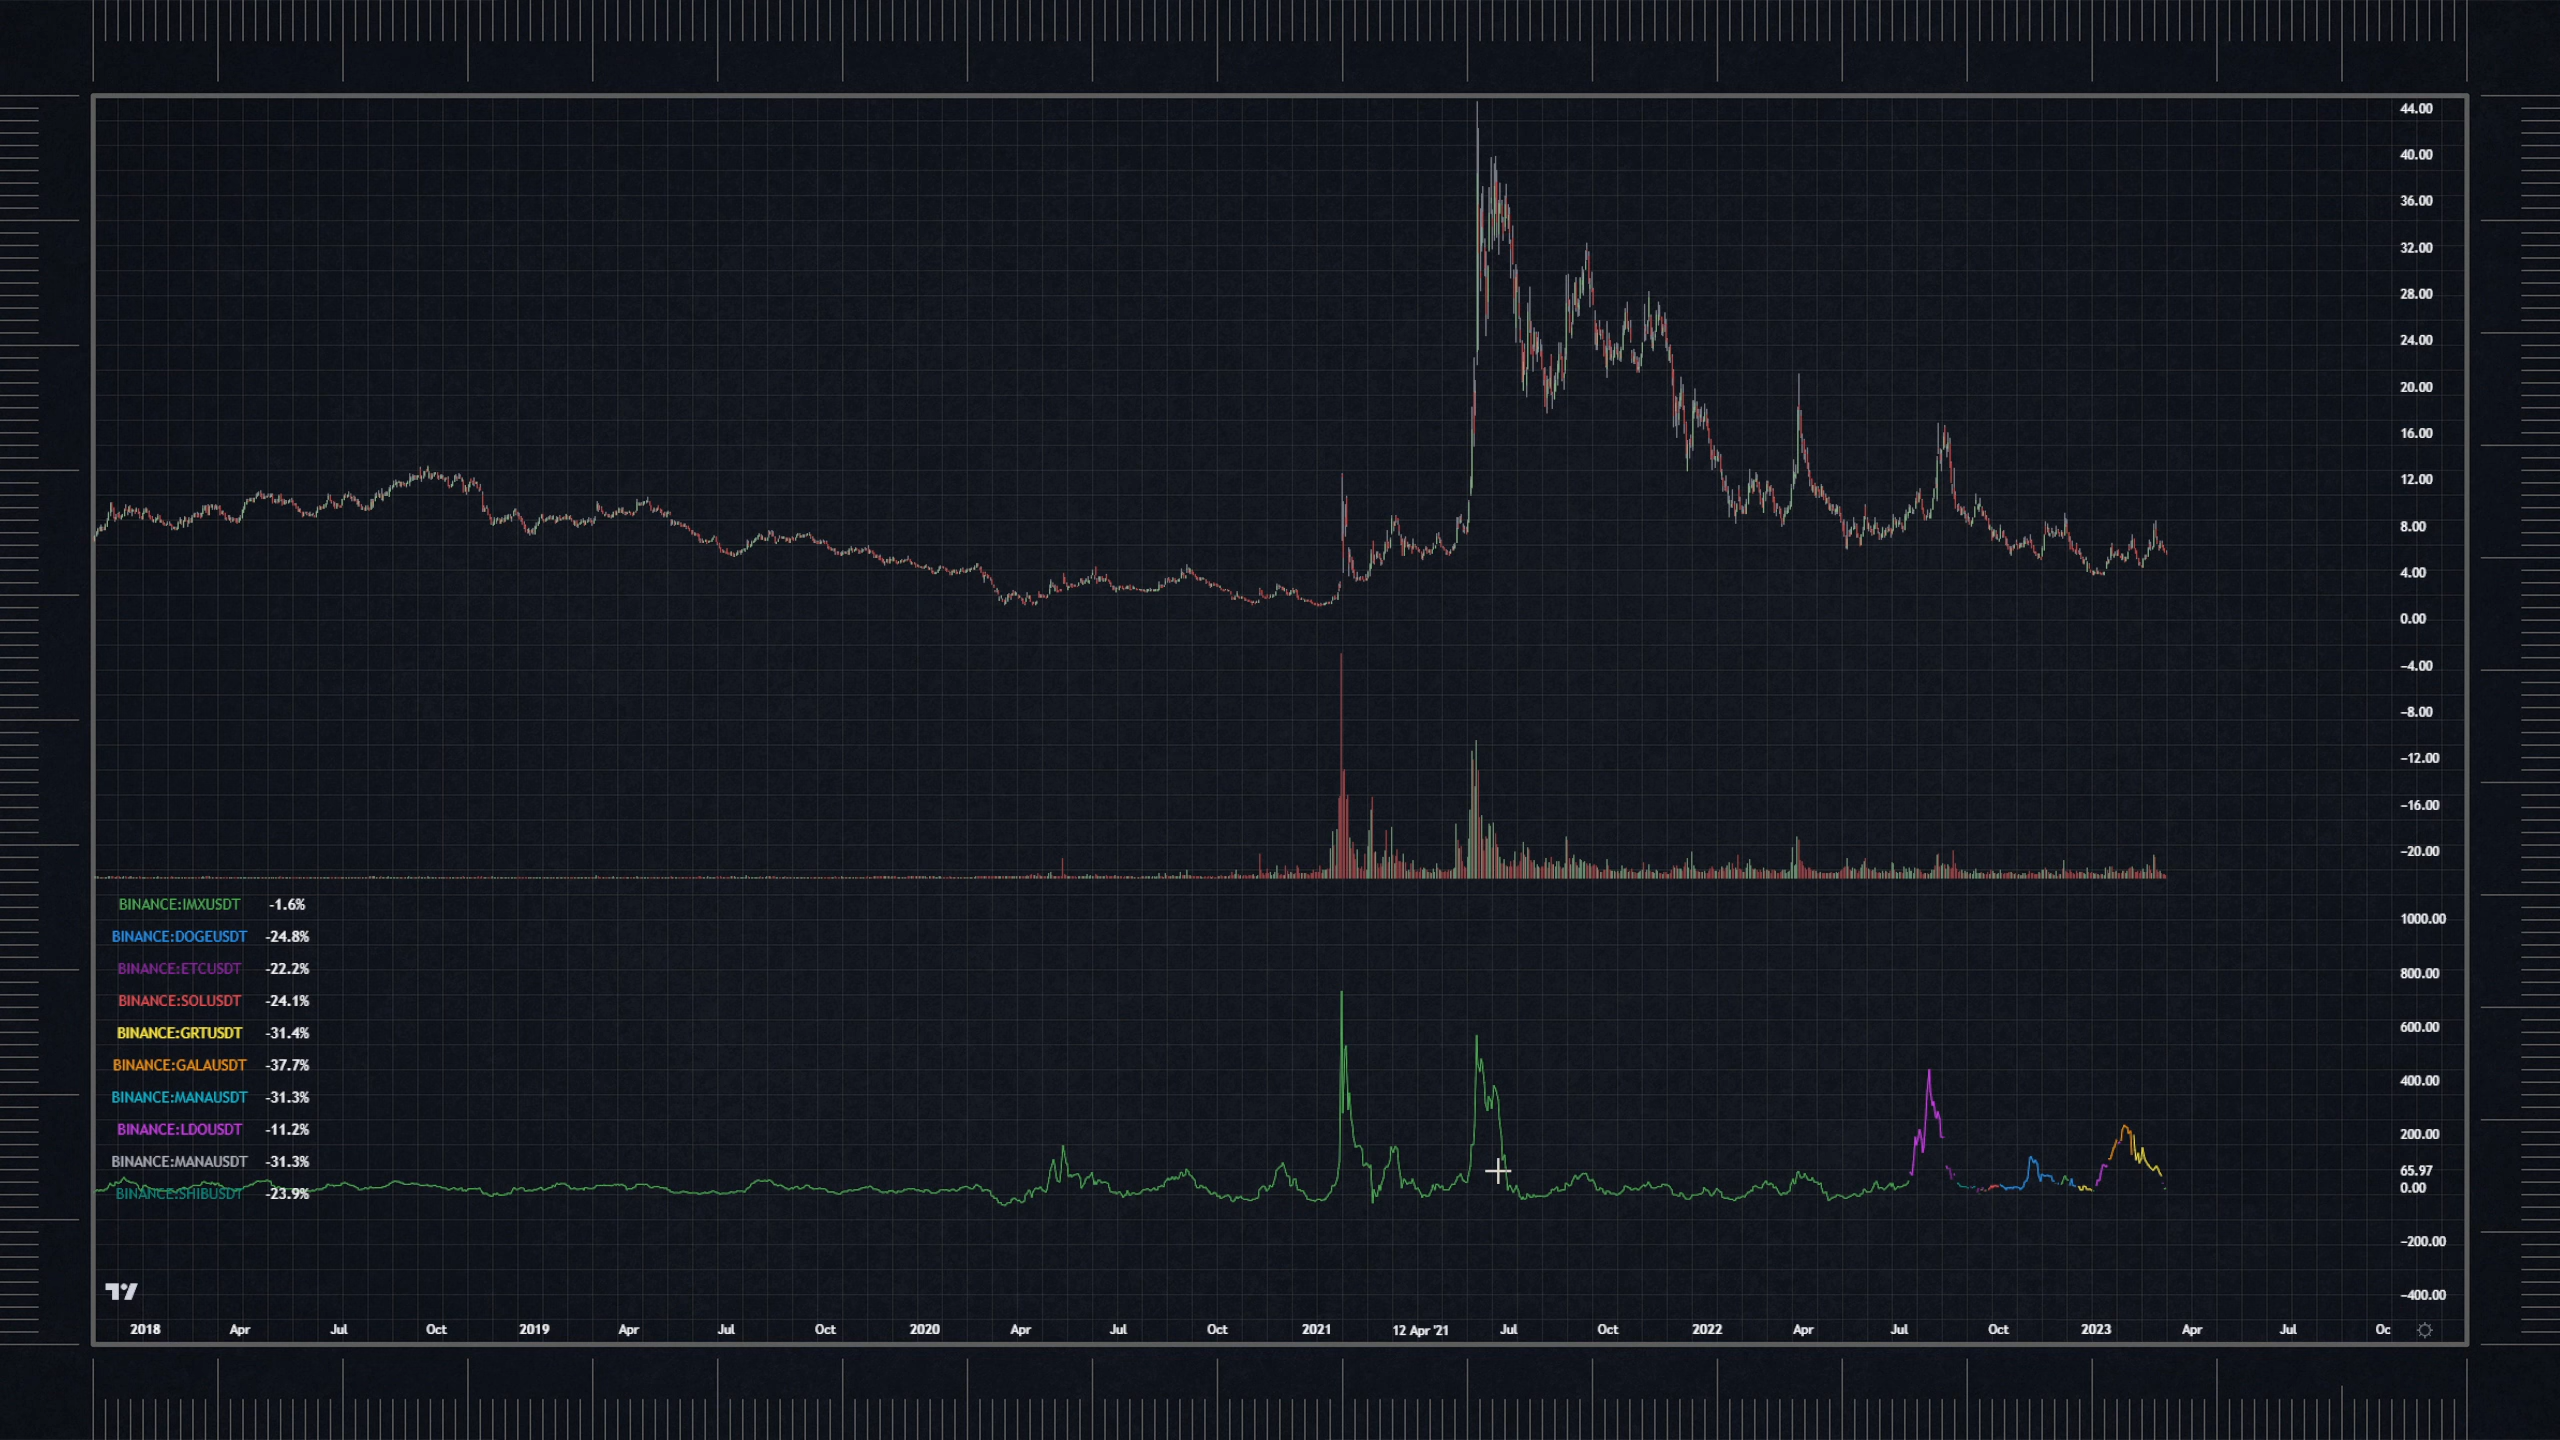 44.00
40.00
36.00
32.00
28.00
24.00
20.00
16.00
12.00
8.00
4.00
0.00
−4.00
−8.00
−12.00
−16.00
−20.00
BINANCE:IMXUSDT -1.6%
BINANCE:DOGEUSDT -24.8%
BINANCE:ETCUSDT -22.2%
BINANCE:SOLUSDT -24.1%
BINANCE:GRTUSDT -31.4%
BINANCE:GALAUSDT -37.7%
BINANCE:MANAUSDT -31.3%
BINANCE:LDOUSDT -11.2%
BINANCE:MANAUSDT -31.3%
BINANCE:SHIBUSDT -23.9%
1000.00
800.00
600.00
400.00
200.00
65.97
0.00
−200.00
−400.00
2018 Apr Jul Oct 2019 Apr Jul Oct 2020 Apr Jul Oct 2021 12 Apr '21 Jul Oct 2022 Apr Jul Oct 2023 Apr Jul Oc